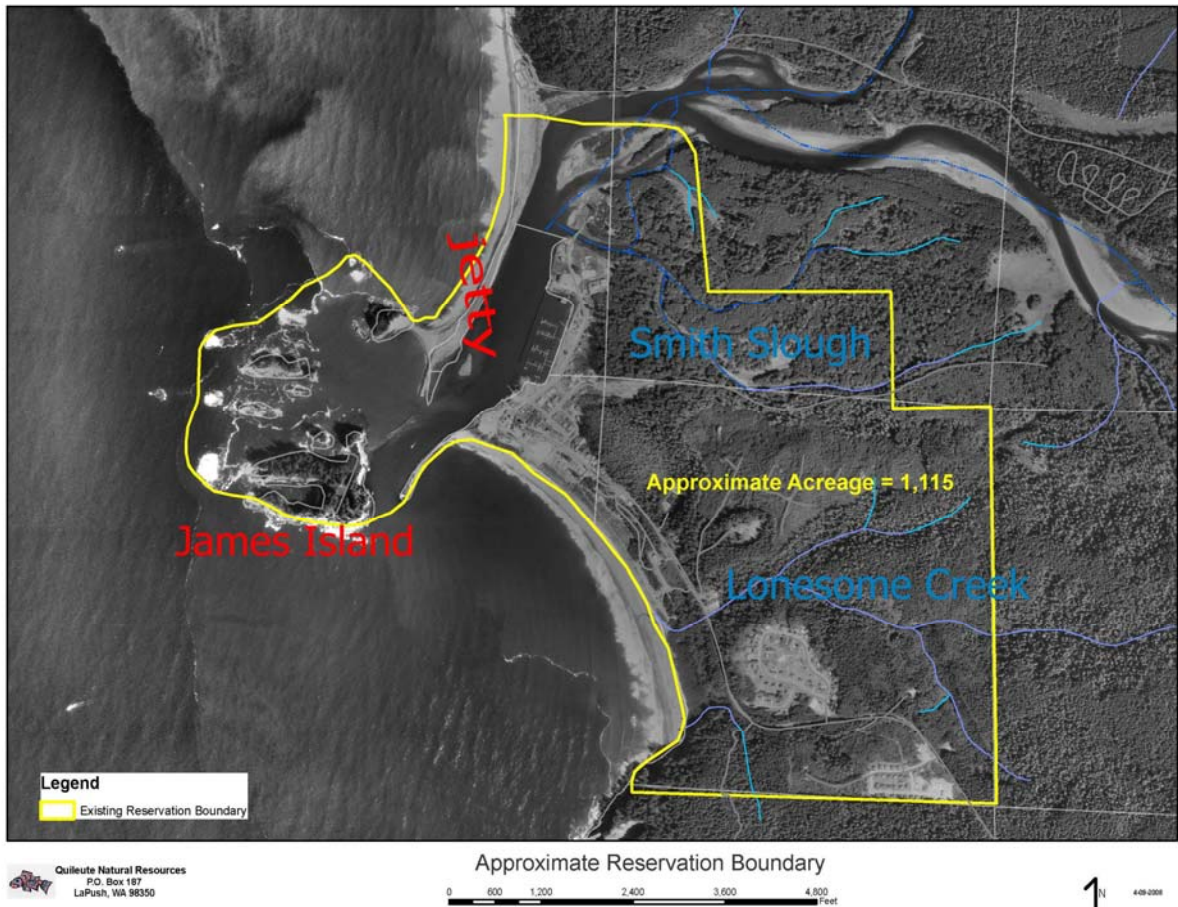 jetty
Smith Slough
Approximate Acreage = 1,115
James Island
Lonesome Creek
Legend
Existing Reservation Boundary
Quileute Natural Resources
P.O. Box 187
LaPush, WA 98350
Approximate Reservation Boundary
0 600 1,200 2,400 3,600 4,800
Feet
N
4-09-2008